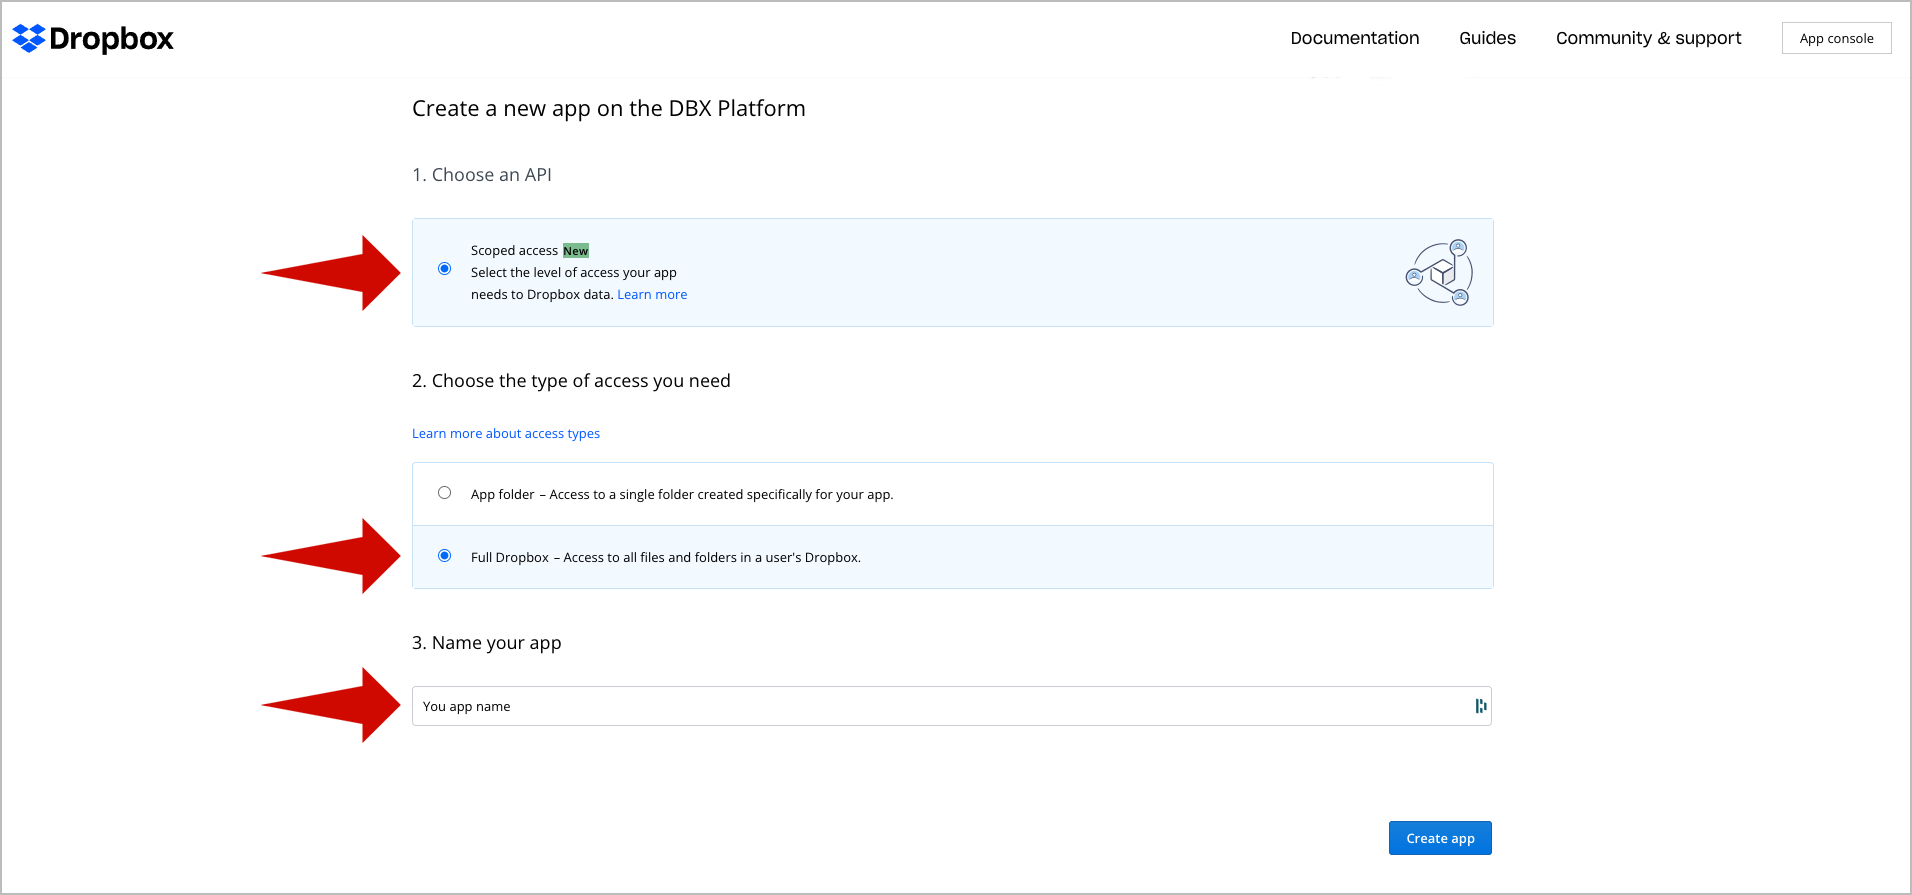 Dropbox
Documentation
Guides
Community & support
App console
Create a new app on the DBX Platform
1. Choose an API
Scoped access New
Select the level of access your app
needs to Dropbox data. Learn more
2. Choose the type of access you need
Learn more about access types
App folder – Access to a single folder created specifically for your app.
Full Dropbox – Access to all files and folders in a user's Dropbox.
3. Name your app
You app name
Create app